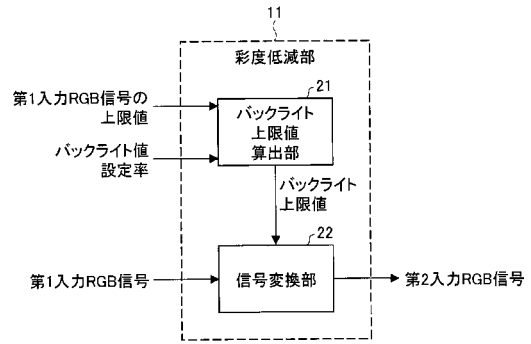 11
彩度低減部
第1入力RGB信号の
上限値
21
バックライト
上限値
算出部
バックライト値
設定率
バックライト
上限値
22
第1入力RGB信号
信号変換部
第2入力RGB信号